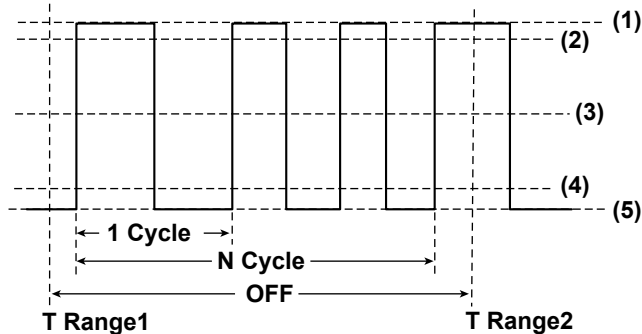 (1)
(2)
(3)
(4)
(5)
1 Cycle
N Cycle
OFF
T Range1
T Range2